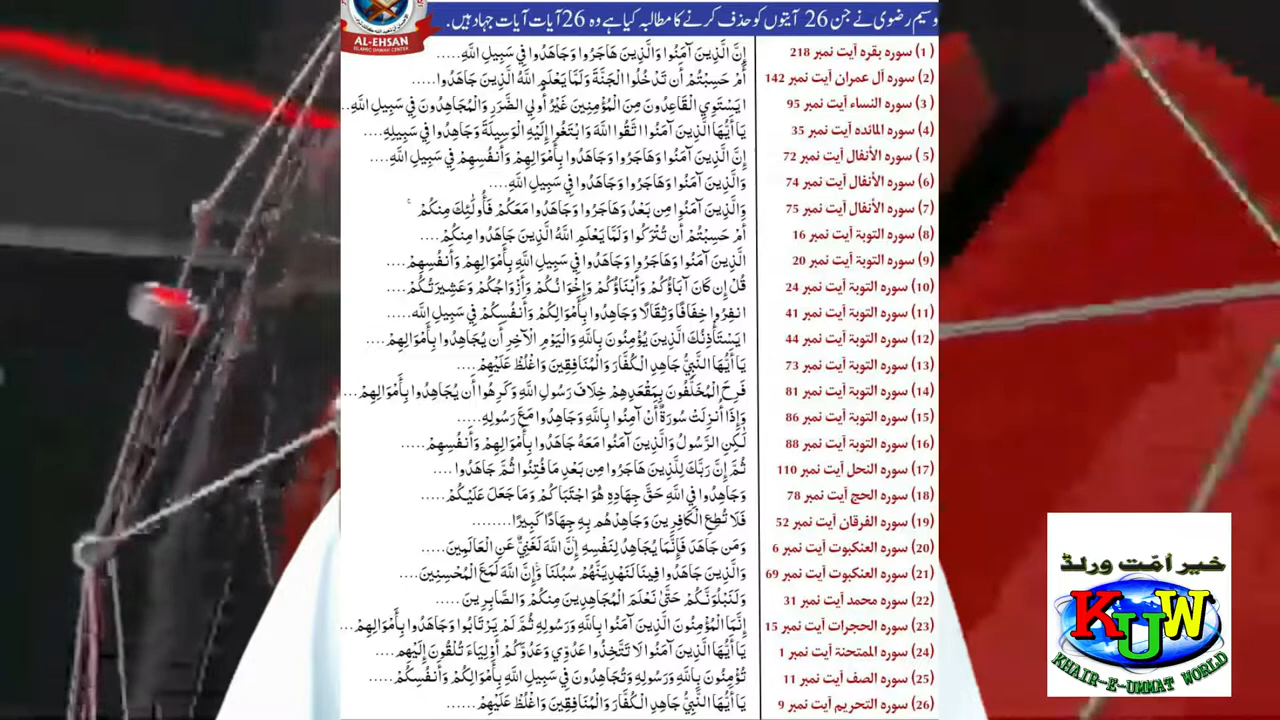 وسیم رضوی نے جن 26 آیتوں کو حذف کرنے کا مطالبہ کیا ہے وہ 26 آیات آیات جہاد ہیں.
AL-EHSAN
ISLAMIC DAWAH CENTER
(1) سورہ بقرہ آیت نمبر 218 إِنَّ الَّذِينَ آمَنُوا وَالَّذِينَ هَاجَرُوا وَجَاهَدُوا فِي سَبِيلِ اللَّهِ.....
(2) سورہ آل عمران آیت نمبر 142 أَمْ حَسِبْتُمْ أَن تَدْخُلُوا الْجَنَّةَ وَلَمَّا يَعْلَمِ اللَّهُ الَّذِينَ جَاهَدُوا.....
(3) سورہ النساء آیت نمبر 95 ا يَسْتَوِي الْقَاعِدُونَ مِنَ الْمُؤْمِنِينَ غَيْرُ أُولِي الضَّرَرِ وَالْمُجَاهِدُونَ فِي سَبِيلِ اللَّهِ...
(4) سورہ المائدہ آیت نمبر 35 يَا أَيُّهَا الَّذِينَ آمَنُوا اتَّقُوا اللَّهَ وَابْتَغُوا إِلَيْهِ الْوَسِيلَةَ وَجَاهِدُوا فِي سَبِيلِهِ....
(5) سورہ الأنفال آیت نمبر 72 إِنَّ الَّذِينَ آمَنُوا وَهَاجَرُوا وَجَاهَدُوا بِأَمْوَالِهِمْ وَأَنفُسِهِمْ فِي سَبِيلِ اللَّهِ....
(6) سورہ الأنفال آیت نمبر 74 وَالَّذِينَ آمَنُوا وَهَاجَرُوا وَجَاهَدُوا فِي سَبِيلِ اللَّهِ....
(7) سورہ الأنفال آیت نمبر 75 وَالَّذِينَ آمَنُوا مِن بَعْدُ وَهَاجَرُوا وَجَاهَدُوا مَعَكُمْ فَأُولَٰئِكَ مِنكُمْ ۚ
(8) سورہ التوبة آیت نمبر 16 أَمْ حَسِبْتُمْ أَن تُتْرَكُوا وَلَمَّا يَعْلَمِ اللَّهُ الَّذِينَ جَاهَدُوا مِنكُمْ....
(9) سورہ التوبة آیت نمبر 20 الَّذِينَ آمَنُوا وَهَاجَرُوا وَجَاهَدُوا فِي سَبِيلِ اللَّهِ بِأَمْوَالِهِمْ وَأَنفُسِهِمْ....
(10) سورہ التوبة آیت نمبر 24 قُلْ إِن كَانَ آبَاؤُكُمْ وَأَبْنَاؤُكُمْ وَإِخْوَانُكُمْ وَأَزْوَاجُكُمْ وَعَشِيرَتُكُمْ....
(11) سورہ التوبة آیت نمبر 41 انفِرُوا خِفَافًا وَثِقَالًا وَجَاهِدُوا بِأَمْوَالِكُمْ وَأَنفُسِكُمْ فِي سَبِيلِ اللَّه.....
(12) سورہ التوبة آیت نمبر 44 ا يَسْتَأْذِنُكَ الَّذِينَ يُؤْمِنُونَ بِاللَّهِ وَالْيَوْمِ الْآخِرِ أَن يُجَاهِدُوا بِأَمْوَالِهِمْ....
(13) سورہ التوبة آیت نمبر 73 يَا أَيُّهَا النَّبِيُّ جَاهِدِ الْكُفَّارَ وَالْمُنَافِقِينَ وَاغْلُظْ عَلَيْهِمْ....
(14) سورہ التوبة آیت نمبر 81 فَرِحَ الْمُخَلَّفُونَ بِمَقْعَدِهِمْ خِلَافَ رَسُولِ اللَّهِ وَكَرِهُوا أَن يُجَاهِدُوا بِأَمْوَالِهِمْ...
(15) سورہ التوبة آیت نمبر 86 وَإِذَا أُنزِلَتْ سُورَةٌ أَنْ آمِنُوا بِاللَّهِ وَجَاهِدُوا مَعَ رَسُولِهِ.....
(16) سورہ التوبة آیت نمبر 88 لَٰكِنِ الرَّسُولُ وَالَّذِينَ آمَنُوا مَعَهُ جَاهَدُوا بِأَمْوَالِهِمْ وَأَنفُسِهِمْ.....
(17) سورہ النحل آیت نمبر 110 ثُمَّ إِنَّ رَبَّكَ لِلَّذِينَ هَاجَرُوا مِن بَعْدِ مَا فُتِنُوا ثُمَّ جَاهَدُوا....
(18) سورہ الحج آیت نمبر 78 وَجَاهِدُوا فِي اللَّهِ حَقَّ جِهَادِهِ هُوَ اجْتَبَاكُمْ وَمَا جَعَلَ عَلَيْكُمْ.....
(19) سورہ الفرقان آیت نمبر 52 فَلَا تُطِعِ الْكَافِرِينَ وَجَاهِدْهُم بِهِ جِهَادًا كَبِيرًا........
(20) سورہ العنکبوت آیت نمبر 6 وَمَن جَاهَدَ فَإِنَّمَا يُجَاهِدُ لِنَفْسِهِ إِنَّ اللَّهَ لَغَنِيٌّ عَنِ الْعَالَمِينَ.....
(21) سورہ العنکبوت آیت نمبر 69 وَالَّذِينَ جَاهَدُوا فِينَا لَنَهْدِيَنَّهُمْ سُبُلَنَا وَإِنَّ اللَّهَ لَمَعَ الْمُحْسِنِينَ....
(22) سورہ محمد آیت نمبر 31 وَلَنَبْلُوَنَّكُمْ حَتَّىٰ نَعْلَمَ الْمُجَاهِدِينَ مِنكُمْ وَالصَّابِرِينَ .....
(23) سورہ الحجرات آیت نمبر 15 إِنَّمَا الْمُؤْمِنُونَ الَّذِينَ آمَنُوا بِاللَّهِ وَرَسُولِهِ ثُمَّ لَمْ يَرْتَابُوا وَجَاهَدُوا بِأَمْوَالِهِمْ...
(24) سورہ الممتحنة آیت نمبر 1 يَا أَيُّهَا الَّذِينَ آمَنُوا لَا تَتَّخِذُوا عَدُوِّي وَعَدُوَّكُمْ أَوْلِيَاءَ تُلْقُونَ إِلَيْهِم....
(25) سورہ الصف آیت نمبر 11 تُؤْمِنُونَ بِاللَّهِ وَرَسُولِهِ وَتُجَاهِدُونَ فِي سَبِيلِ اللَّهِ بِأَمْوَالِكُمْ وَأَنفُسِكُمْ....
(26) سورہ التحریم آیت نمبر 9 يَا أَيُّهَا النَّبِيُّ جَاهِدِ الْكُفَّارَ وَالْمُنَافِقِينَ وَاغْلُظْ عَلَيْهِمْ......
خیر اُمّت ورلڈ
KUW
KHAIR-E-UMMAT WORLD